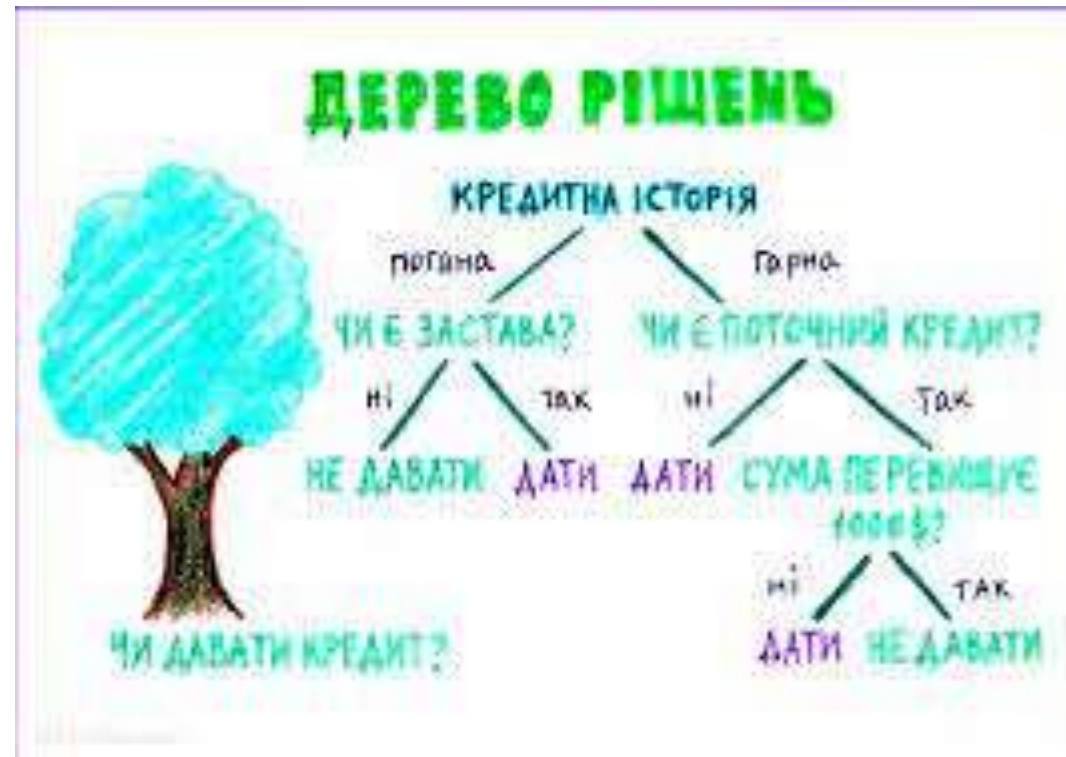 ДЕРЕВО РІШЕНЬ
КРЕДИТНА ІСТОРІЯ
погана гарна
ЧИ Є ЗАСТАВА? ЧИ Є ПОТОЧНИЙ КРЕДИТ?
ні так ні так
НЕ ДАВАТИ ДАТИ ДАТИ СУМА ПЕРЕВИЩУЄ
1000$?
ні так
ДАТИ НЕ ДАВАТИ
ЧИ ДАВАТИ КРЕДИТ?